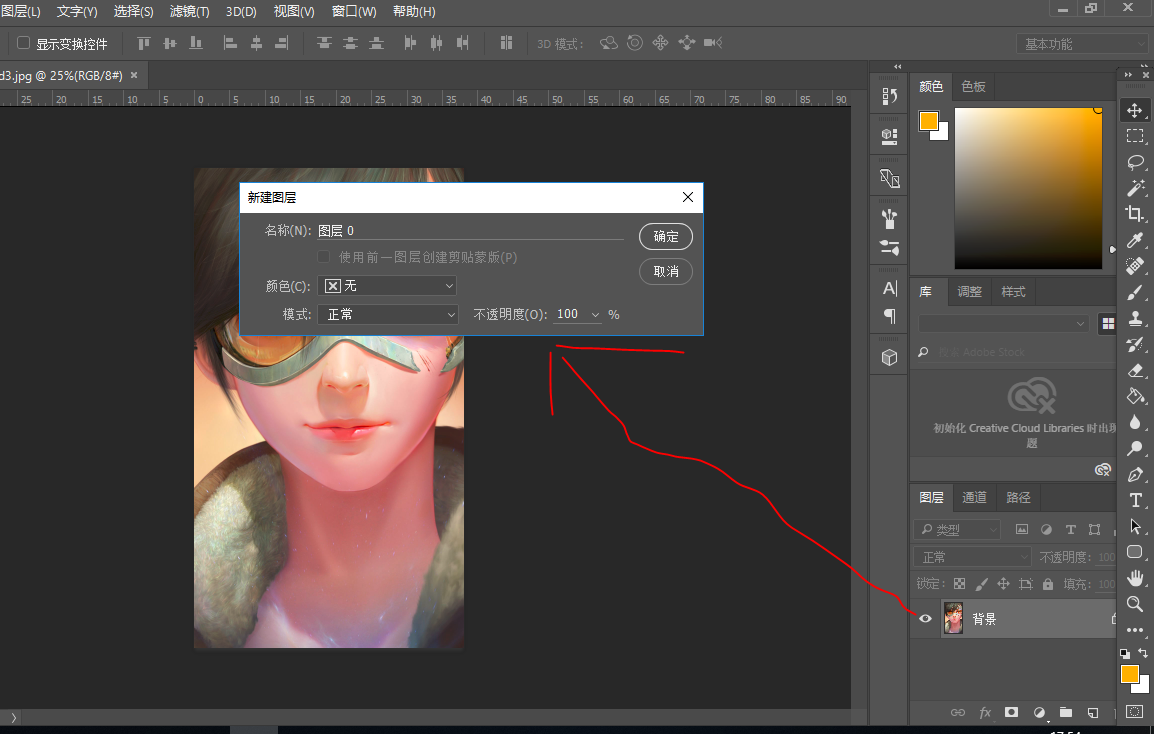 图层(L) 文字(Y) 选择(S) 滤镜(T) 3D(D) 视图(V) 窗口(W) 帮助(H)
显示变换控件 3D 模式: 基本功能
d3.jpg @ 25%(RGB/8#) ×
25 20 15 10 5 0 5 10 15 20 25 30 35 40 45 50 55 60 65 70 75 80 85 90
颜色 色板
新建图层
名称(N): 图层 0
确定
使用前一图层创建剪贴蒙版(P)
取消
颜色(C): 无
模式: 正常 不透明度(O): 100 %
库 调整 样式
搜索 Adobe Stock
初始化 Creative Cloud Libraries 时出现
题
图层 通道 路径
类型
正常 不透明度: 100
锁定: 填充: 100
背景
fx
17:54